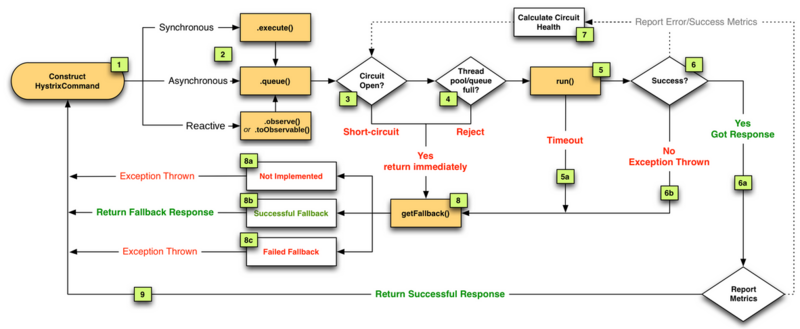 Calculate Circuit
Health
7
Report Error/Success Metrics
Synchronous
.execute()
2
1
Construct
HystrixCommand
Asynchronous
.queue()
Circuit
Open?
3
Thread
pool/queue
full?
4
run()
5
Success?
6
Reactive
.observe()
or .toObservable()
Short-circuit
Reject
Yes
return immediately
Timeout
5a
No
Exception Thrown
6b
Yes
Got Response
6a
8a
Exception Thrown
Not Implemented
8b
Return Fallback Response
Successful Fallback
getFallback()
8
8c
Exception Thrown
Failed Fallback
Report
Metrics
9
Return Successful Response